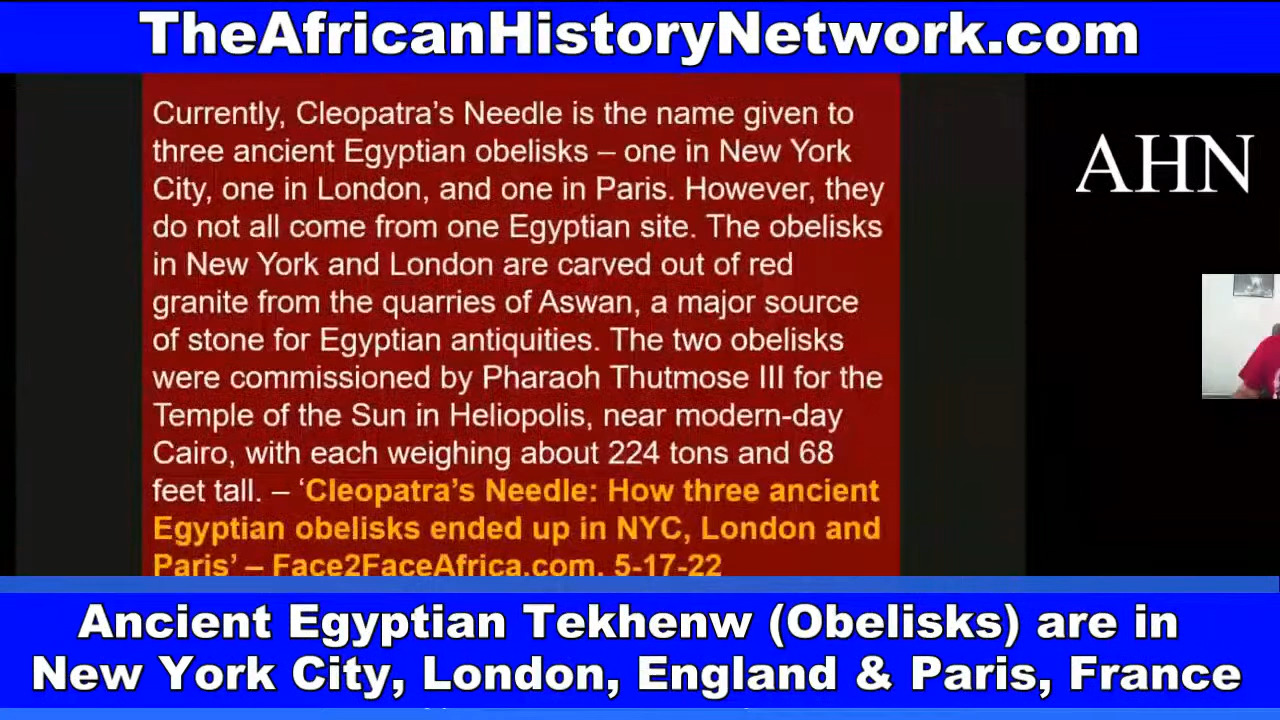 TheAfricanHistoryNetwork.com
Currently, Cleopatra's Needle is the name given to
three ancient Egyptian obelisks – one in New York
City, one in London, and one in Paris. However, they
do not all come from one Egyptian site. The obelisks
in New York and London are carved out of red
granite from the quarries of Aswan, a major source
of stone for Egyptian antiquities. The two obelisks
were commissioned by Pharaoh Thutmose III for the
Temple of the Sun in Heliopolis, near modern-day
Cairo, with each weighing about 224 tons and 68
feet tall. – ‘Cleopatra's Needle: How three ancient
Egyptian obelisks ended up in NYC, London and
Paris’ – Face2FaceAfrica.com, 5-17-22
AHN
Ancient Egyptian Tekhenw (Obelisks) are in
New York City, London, England & Paris, France